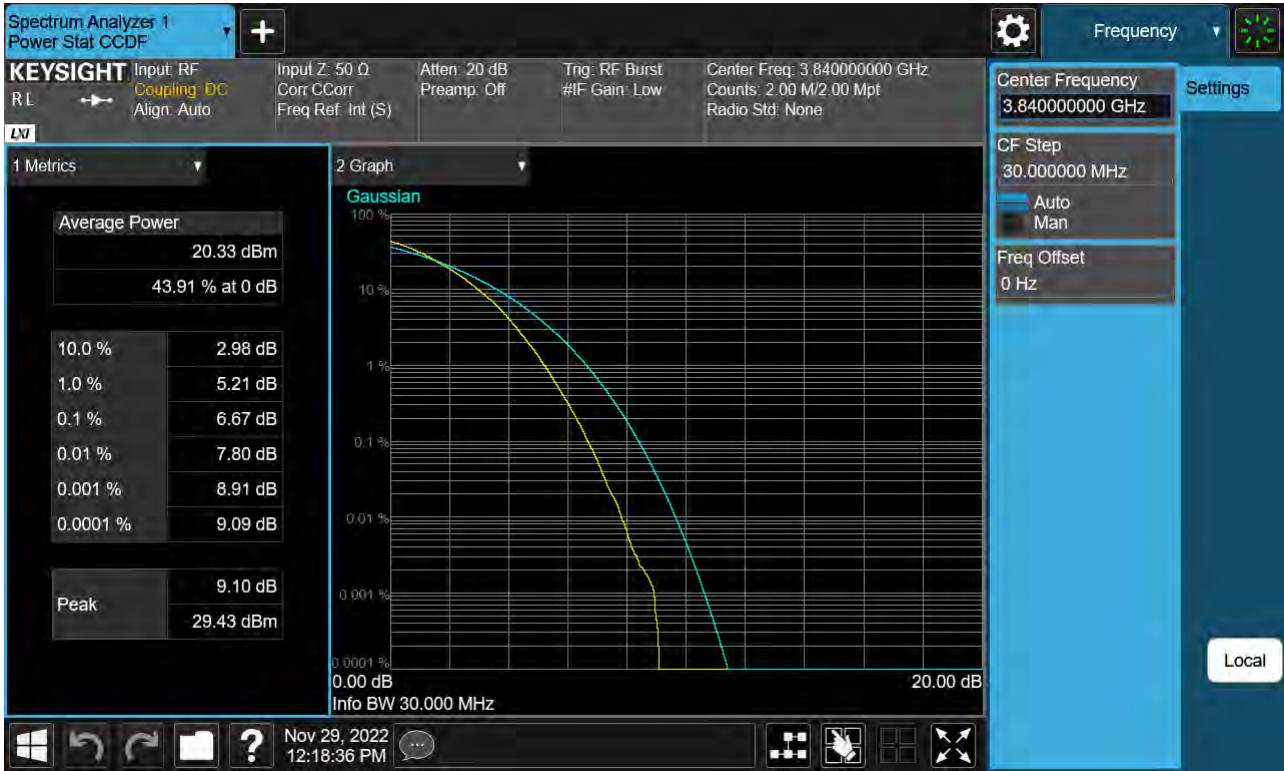 Spectrum Analyzer 1
Power Stat CCDF
Frequency
KEYSIGHT
RL
LXI
Input: RF
Coupling: DC
Align: Auto
Input Z: 50 Ω
Corr CCorr
Freq Ref: Int (S)
Atten: 20 dB
Preamp: Off
Trig: RF Burst
#IF Gain: Low
Center Freq: 3.840000000 GHz
Counts: 2.00 M/2.00 Mpt
Radio Std: None
Center Frequency
3.840000000 GHz
Settings
CF Step
30.000000 MHz
Auto
Man
Freq Offset
0 Hz
1 Metrics
Average Power
20.33 dBm
43.91 % at 0 dB
10.0 % 2.98 dB
1.0 % 5.21 dB
0.1 % 6.67 dB
0.01 % 7.80 dB
0.001 % 8.91 dB
0.0001 % 9.09 dB
Peak
9.10 dB
29.43 dBm
2 Graph
Gaussian
100 %
10 %
1 %
0.1 %
0.01 %
0.001 %
0.0001 %
0.00 dB
20.00 dB
Info BW 30.000 MHz
Local
?
Nov 29, 2022
12:18:36 PM